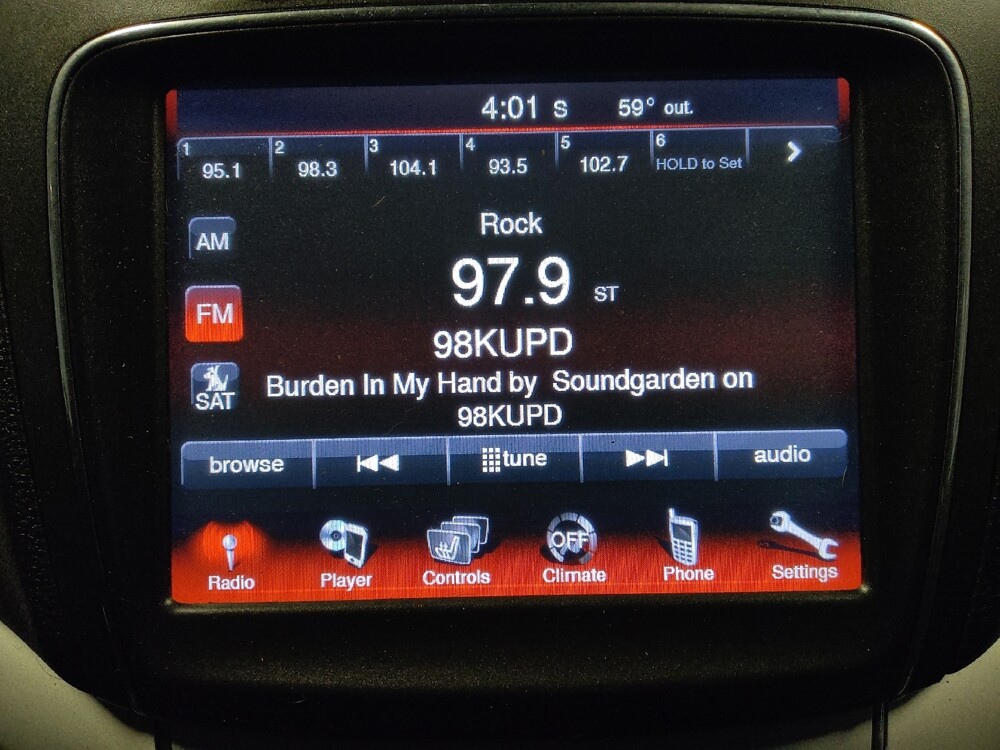 4:01 S 59° out.
1 2 3 4 5 6
95.1 98.3 104.1 93.5 102.7 HOLD to Set
Rock
AM
97.9 ST
FM
98KUPD
SAT
Burden In My Hand by Soundgarden on
98KUPD
browse tune audio
OFF
Radio Player Controls Climate Phone Settings